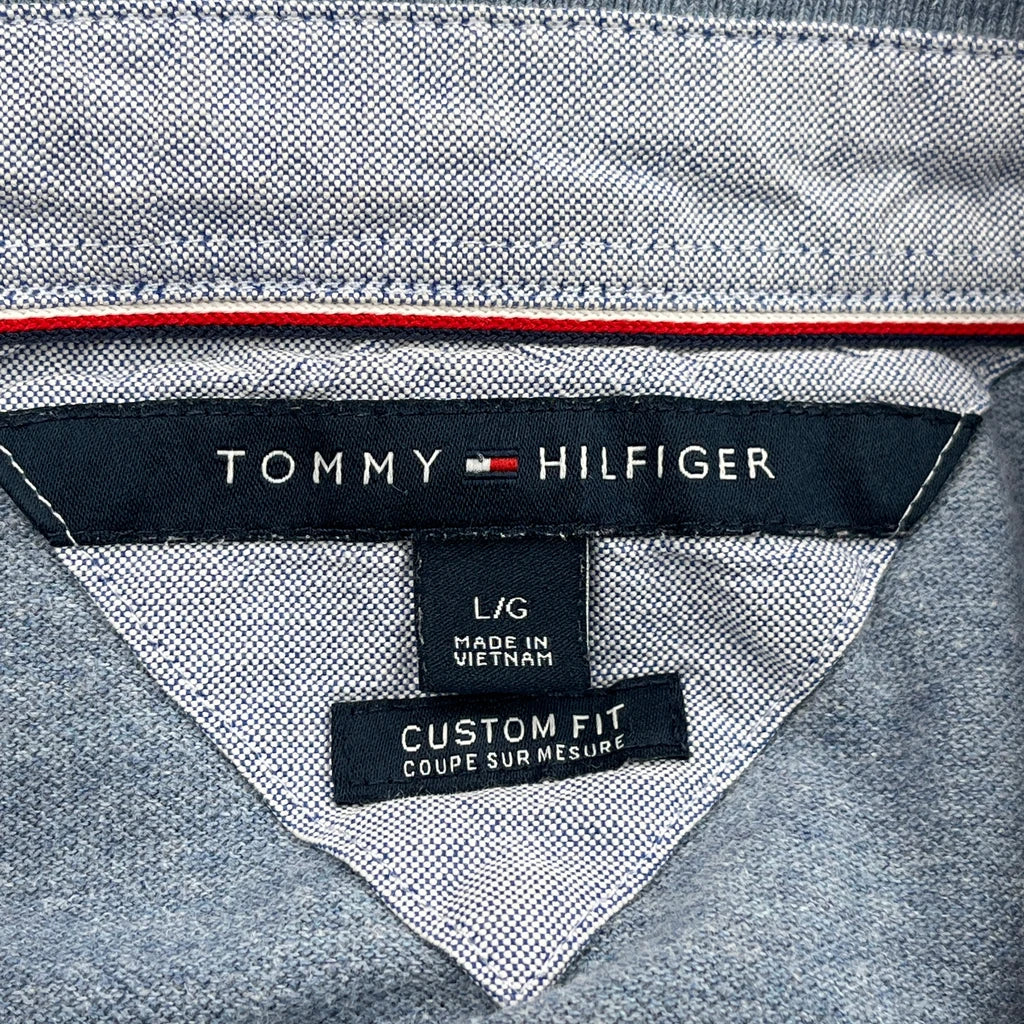 TOMMY HILFIGER
L/G
MADE IN
VIETNAM
CUSTOM FIT
COUPE SUR MESURE